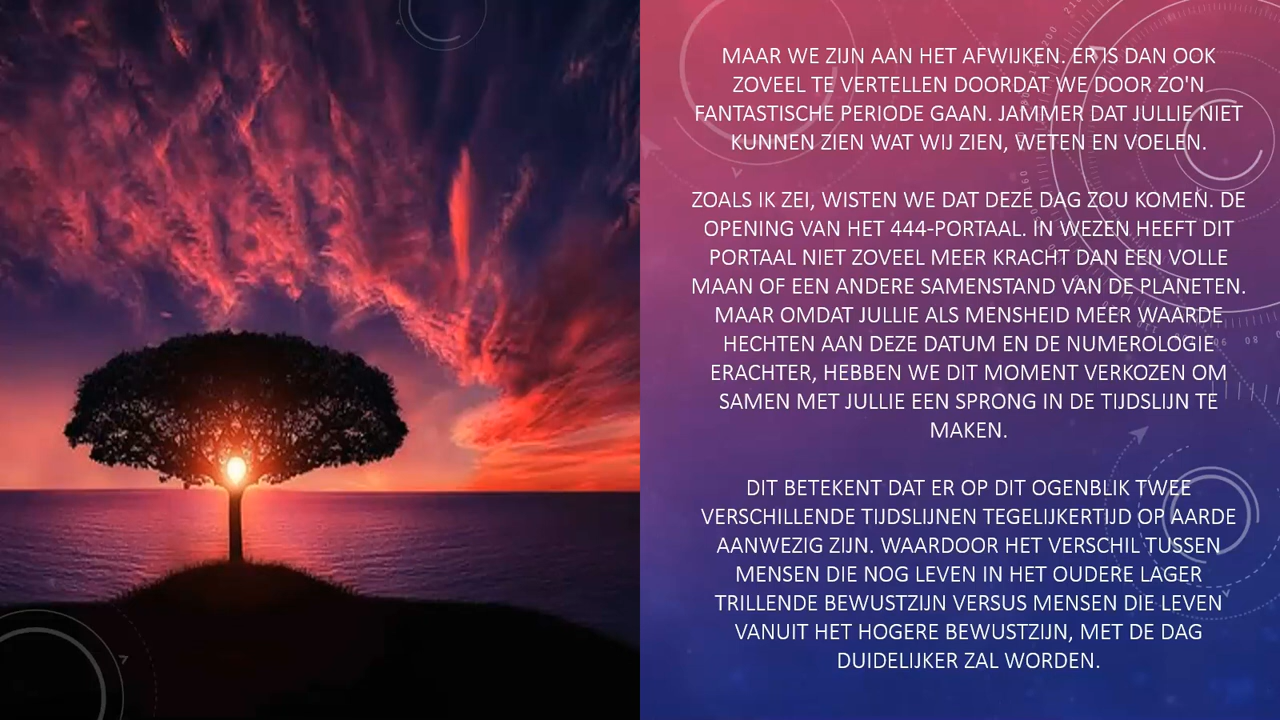 MAAR WE ZIJN AAN HET AFWIJKEN. ER IS DAN OOK
ZOVEEL TE VERTELLEN DOORDAT WE DOOR ZO'N
FANTASTISCHE PERIODE GAAN. JAMMER DAT JULLIE NIET
KUNNEN ZIEN WAT WIJ ZIEN, WETEN EN VOELEN.
ZOALS IK ZEI, WISTEN WE DAT DEZE DAG ZOU KOMEN. DE
OPENING VAN HET 444-PORTAAL. IN WEZEN HEEFT DIT
PORTAAL NIET ZOVEEL MEER KRACHT DAN EEN VOLLE
MAAN OF EEN ANDERE SAMENSTAND VAN DE PLANETEN.
MAAR OMDAT JULLIE ALS MENSHEID MEER WAARDE
HECHTEN AAN DEZE DATUM EN DE NUMEROLOGIE
ERACHTER, HEBBEN WE DIT MOMENT VERKOZEN OM
SAMEN MET JULLIE EEN SPRONG IN DE TIJDSLIJN TE
MAKEN.
DIT BETEKENT DAT ER OP DIT OGENBLIK TWEE
VERSCHILLENDE TIJDSLIJNEN TEGELIJKERTIJD OP AARDE
AANWEZIG ZIJN. WAARDOOR HET VERSCHIL TUSSEN
MENSEN DIE NOG LEVEN IN HET OUDERE LAGER
TRILLENDE BEWUSTZIJN VERSUS MENSEN DIE LEVEN
VANUIT HET HOGERE BEWUSTZIJN, MET DE DAG
DUIDELIJKER ZAL WORDEN.